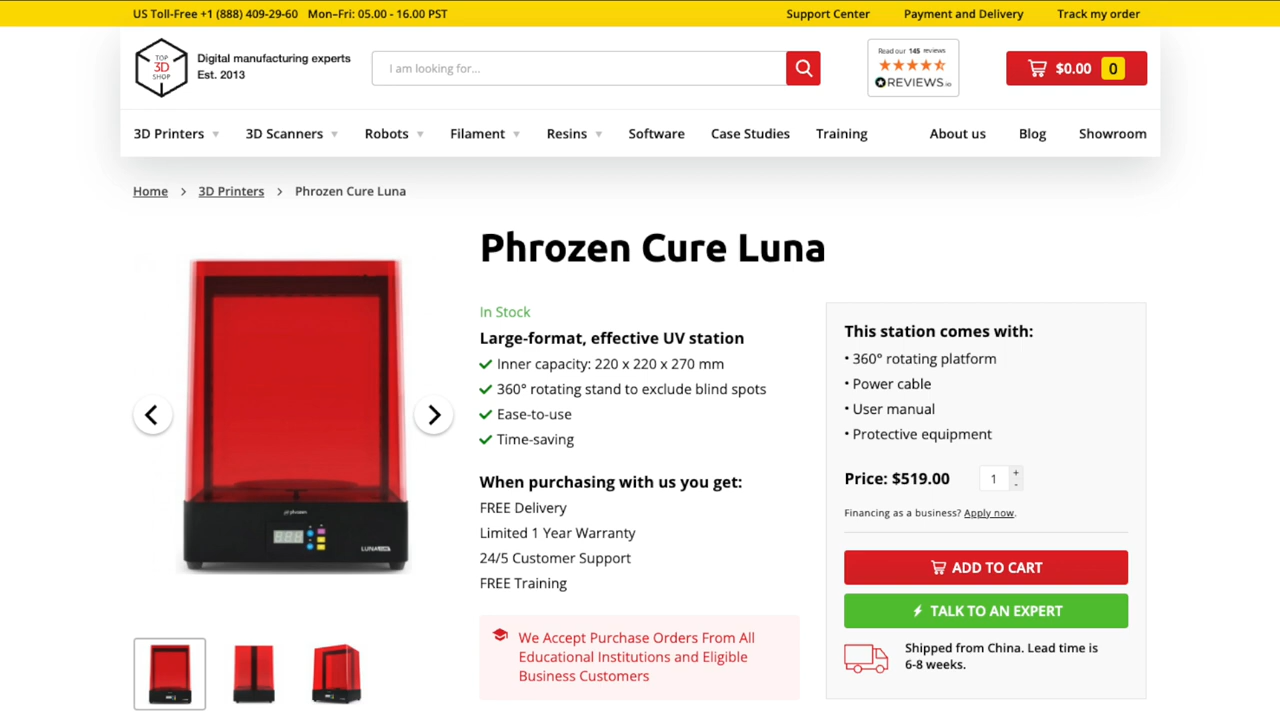 US Toll-Free +1 (888) 409-29-60 Mon–Fri: 05.00 - 16.00 PST
Support Center
Payment and Delivery
Track my order
TOP
3D
SHOP
Digital manufacturing experts
Est. 2013
I am looking for...
Read our 145 reviews
REVIEWS.io
$0.00
0
3D Printers
3D Scanners
Robots
Filament
Resins
Software
Case Studies
Training
About us
Blog
Showroom
Home
3D Printers
Phrozen Cure Luna
Phrozen Cure Luna
In Stock
Large-format, effective UV station
Inner capacity: 220 x 220 x 270 mm
360° rotating stand to exclude blind spots
Ease-to-use
Time-saving
When purchasing with us you get:
FREE Delivery
Limited 1 Year Warranty
24/5 Customer Support
FREE Training
We Accept Purchase Orders From All
Educational Institutions and Eligible
Business Customers
This station comes with:
• 360° rotating platform
• Power cable
• User manual
• Protective equipment
Price: $519.00
1
+
-
Financing as a business? Apply now.
ADD TO CART
TALK TO AN EXPERT
Shipped from China. Lead time is
6-8 weeks.
phrozen
LUNA